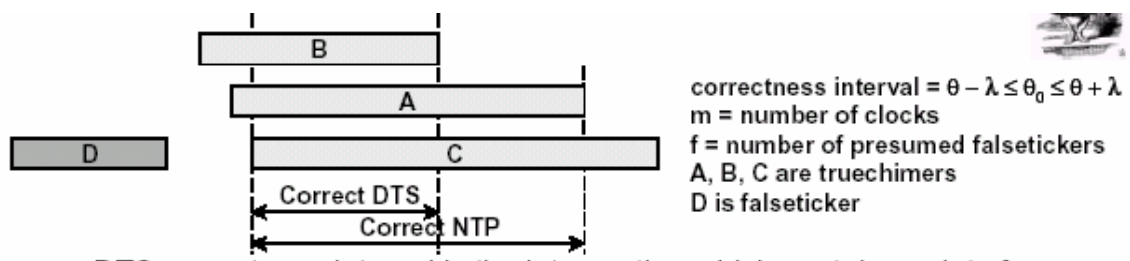 B
A
D
C
Correct DTS
Correct NTP
correctness interval = θ − λ ≤ θ₀ ≤ θ + λ
m = number of clocks
f = number of presumed falsetickers
A, B, C are truechimers
D is falseticker